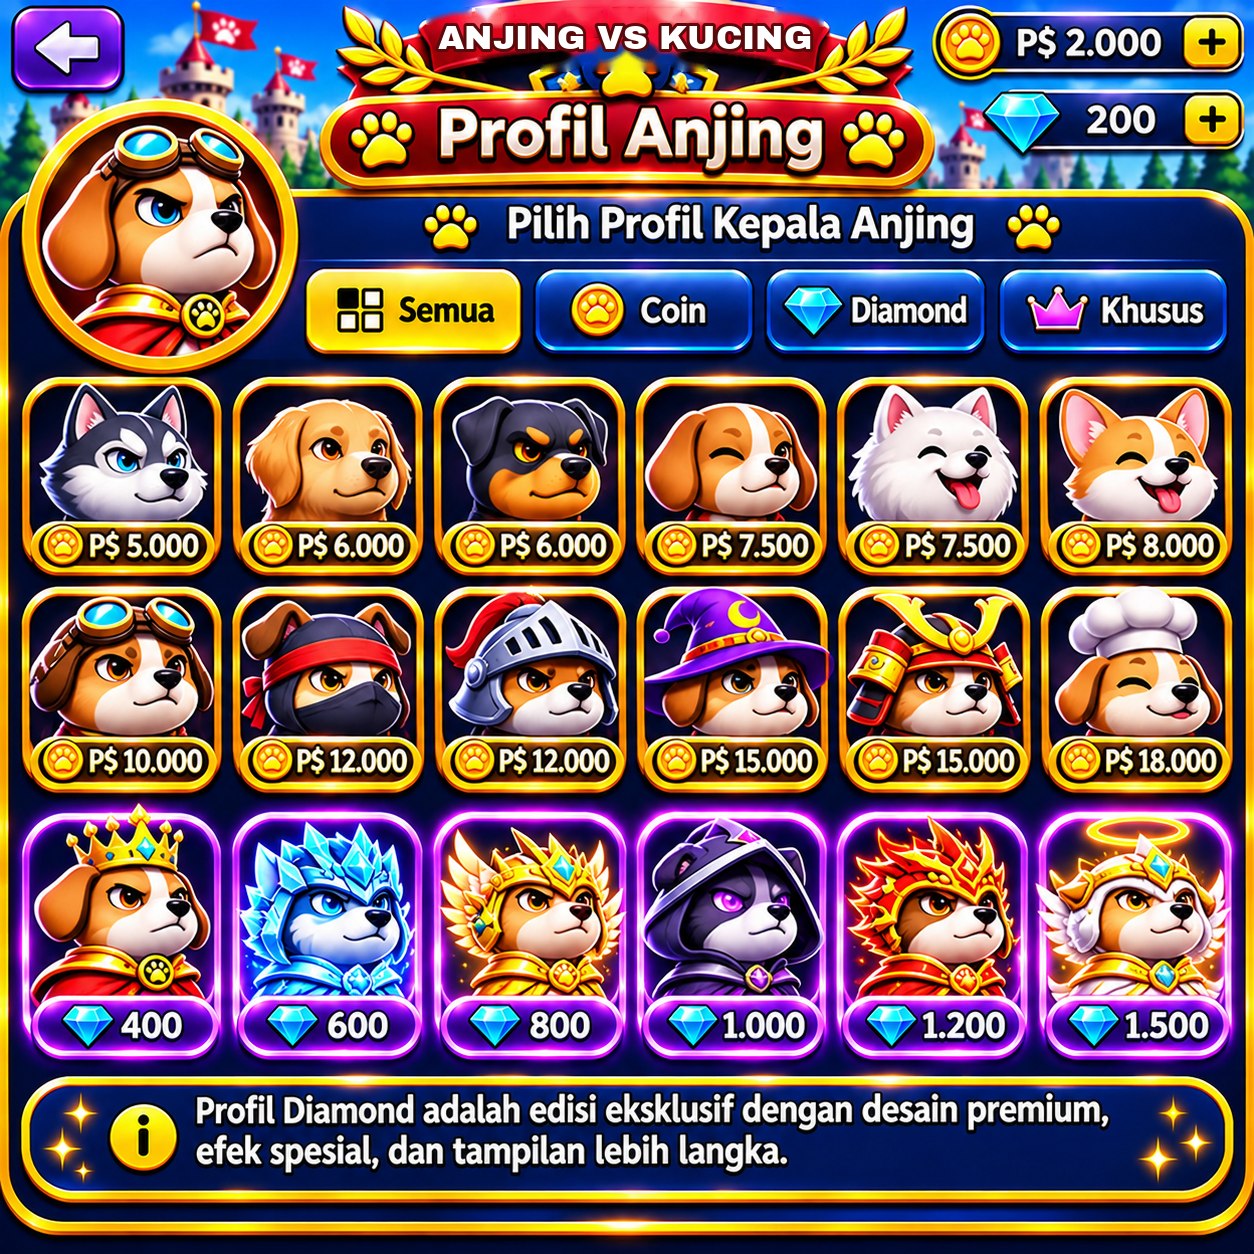 ANJING VS KUCING
P$ 2.000 +
Profil Anjing
200 +
Pilih Profil Kepala Anjing
Semua
Coin
Diamond
Khusus
P$ 5.000
P$ 6.000
P$ 6.000
P$ 7.500
P$ 7.500
P$ 8.000
P$ 10.000
P$ 12.000
P$ 12.000
P$ 15.000
P$ 15.000
P$ 18.000
400
600
800
1.000
1.200
1.500
i
Profil Diamond adalah edisi eksklusif dengan desain premium,
efek spesial, dan tampilan lebih langka.